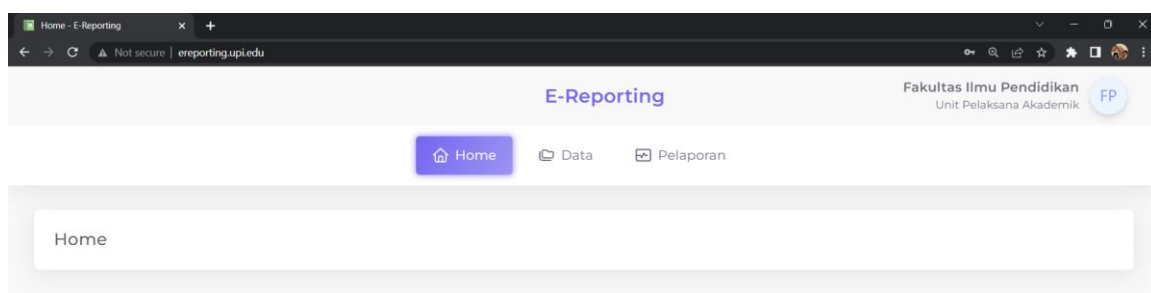 Home - E-Reporting
Not secure | ereporting.upi.edu
E-Reporting
Fakultas Ilmu Pendidikan
Unit Pelaksana Akademik
FP
Home
Data
Pelaporan
Home